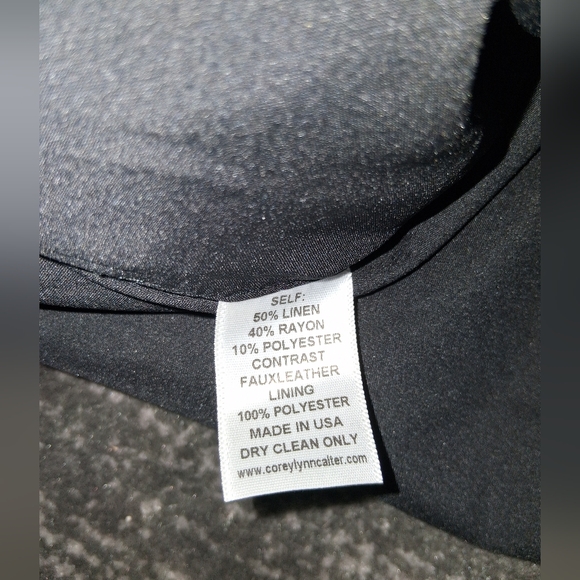 SELF:
50% LINEN
40% RAYON
10% POLYESTER
CONTRAST
FAUXLEATHER
LINING
100% POLYESTER
MADE IN USA
DRY CLEAN ONLY
www.coreylynncalter.com